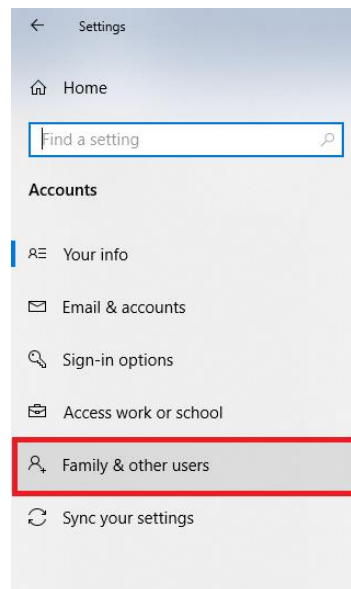 Settings
Home
Find a setting
Accounts
Your info
Email & accounts
Sign-in options
Access work or school
Family & other users
Sync your settings